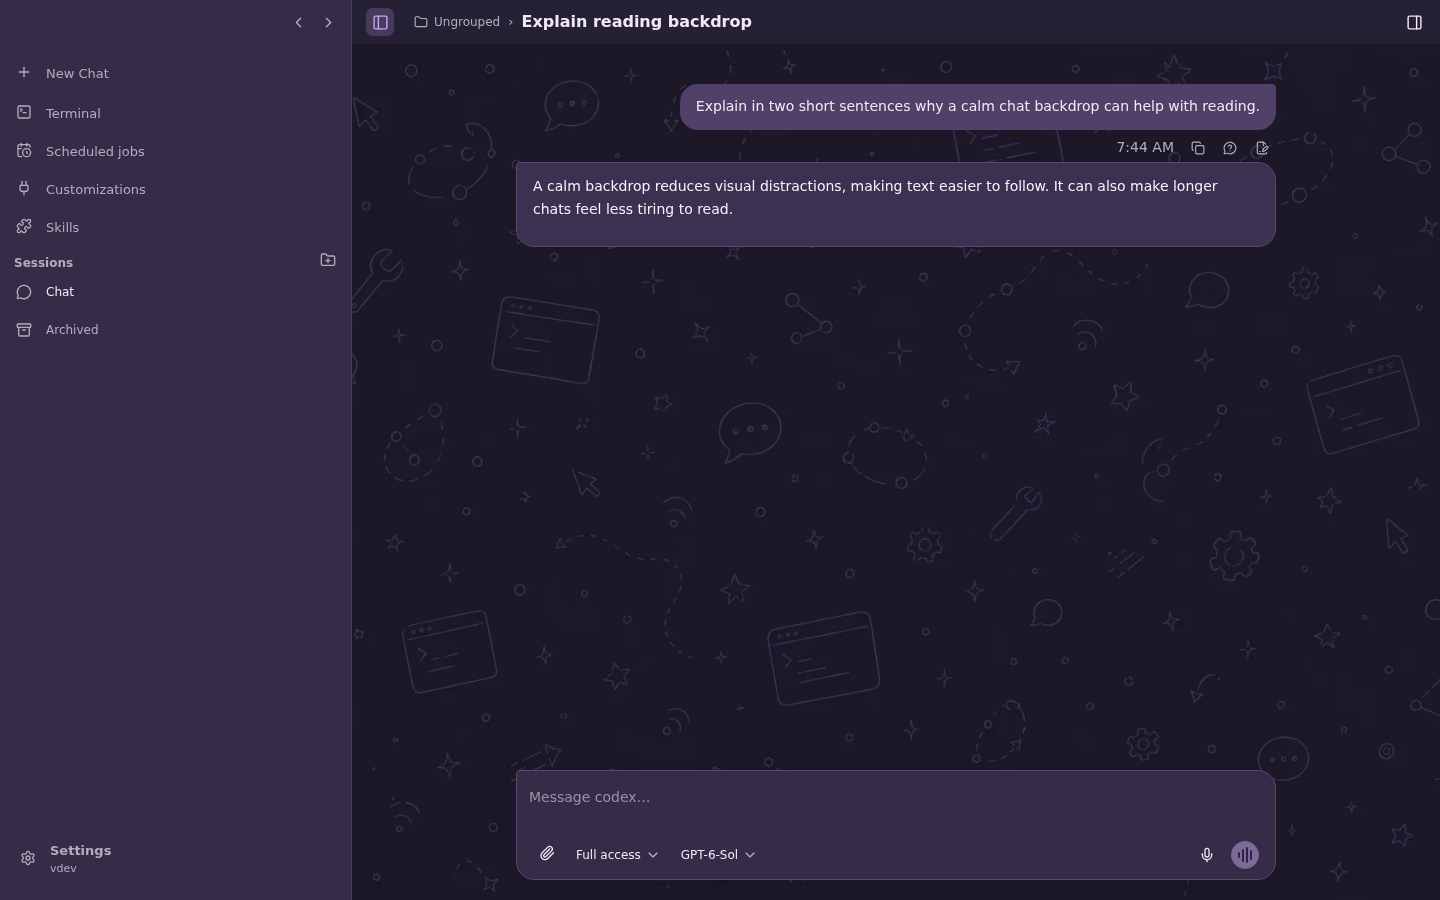 Ungrouped › Explain reading backdrop
New Chat
Terminal
Scheduled jobs
Customizations
Skills
Sessions
Chat
Archived
Settings
vdev
Explain in two short sentences why a calm chat backdrop can help with reading.
7:44 AM
A calm backdrop reduces visual distractions, making text easier to follow. It can also make longer
chats feel less tiring to read.
Message codex...
Full access
GPT-6-Sol